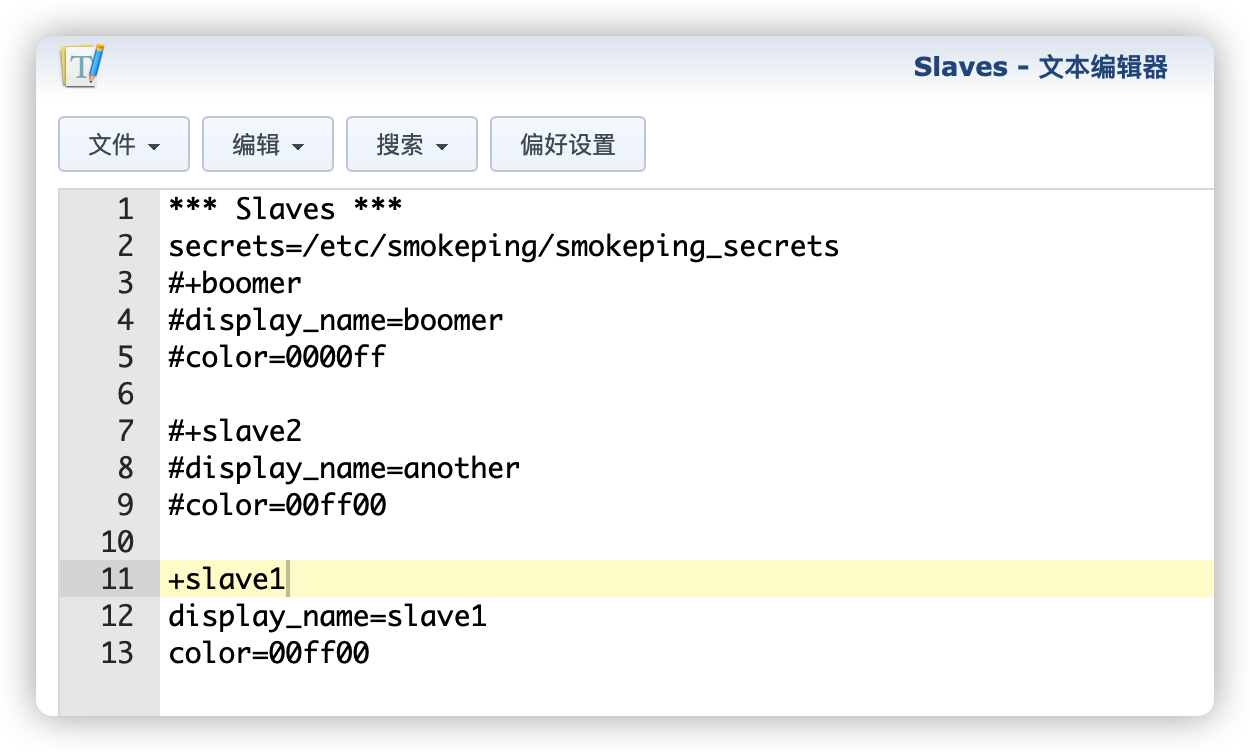 Slaves - 文本编辑器
文件 编辑 搜索 偏好设置
1 *** Slaves ***
2 secrets=/etc/smokeping/smokeping_secrets
3 #+boomer
4 #display_name=boomer
5 #color=0000ff
6
7 #+slave2
8 #display_name=another
9 #color=00ff00
10
11 +slave1
12 display_name=slave1
13 color=00ff00